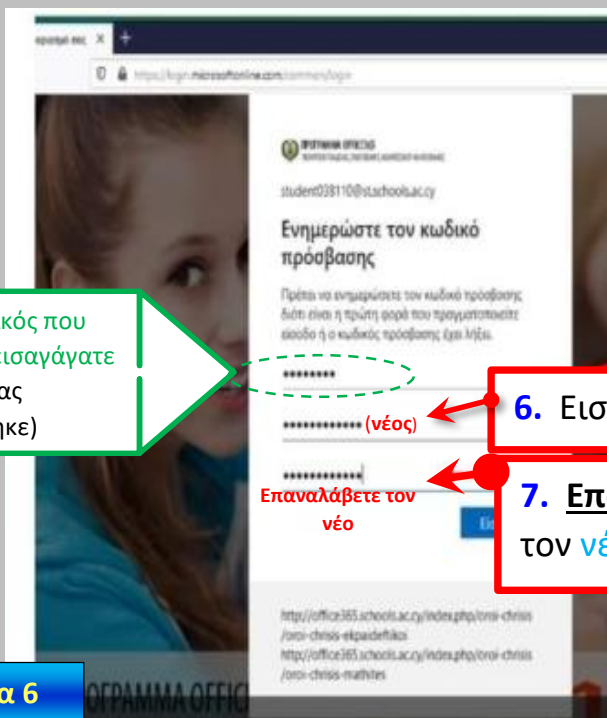 × +
https://login.microsoftonline.com/common/login
ΠΡΟΓΡΑΜΜΑ OFFICE365
student038110@st.schools.ac.cy
Ενημερώστε τον κωδικό
πρόσβασης
Πρέπει να ενημερώσετε τον κωδικό πρόσβασης
διότι είναι η πρώτη φορά που πραγματοποιείτε
είσοδο ή ο κωδικός πρόσβασης έχει λήξει.
ικός που
εισαγάγατε
ας
ηκε)
••••••••
•••••••••••• (νέος)
6. Εισ
••••••••••••
Επαναλάβετε τον
νέο
7. Επ
τον νέ
Είσ
http://office365.schools.ac.cy/index.php/oroi-chrisis
/oroi-chrisis-ekpaideftikoi
http://office365.schools.ac.cy/index.php/oroi-chrisis
/oroi-chrisis-mathites
α 6
ΟΓΡΑΜΜΑ OFFIC